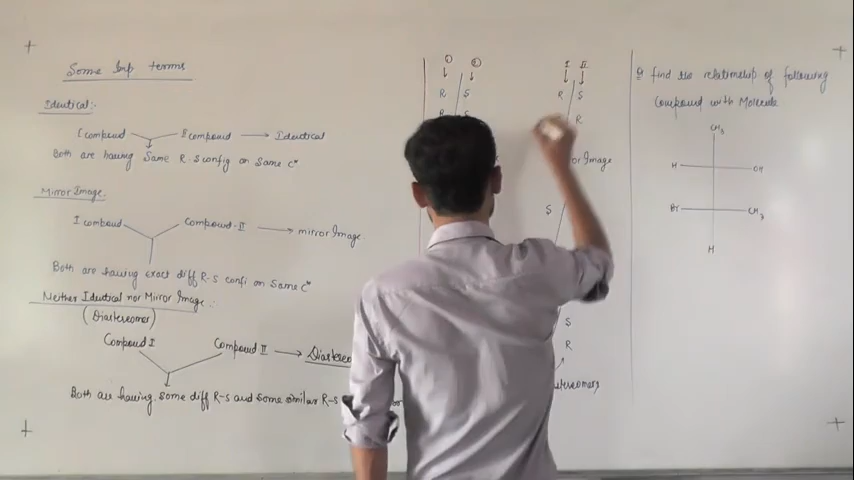 Some Imp terms
Identical:-
I compound II compound → Identical
Both are having Same R-S config on Same C*
Mirror Image.
I compound Compound-II → mirror Image.
Both are having exact diff R-S confi on Same C*
Neither Identical nor Mirror Image:
(Diastereomer)
Compound I Compound II → Diastereo
Both are having some diff R-S and some similar R-S
① ②
↓ ↓
R S
R S
I II
↓ ↓
R S
R
or Image
S
S
R
Q find the relationship of following
Compound with Molecule
CH3
H OH
Br CH3
H